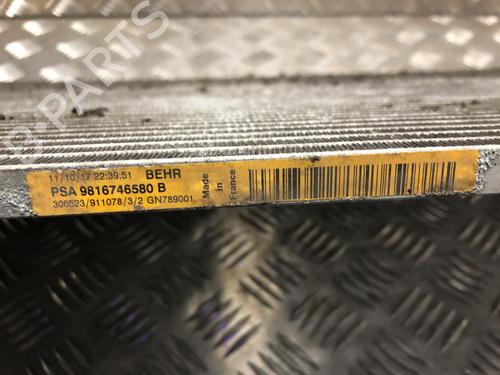 B-PARTS
11/10/17 22:39:51 BEHR
PSA 9816746580 B
306523/911078/3/2 GN789001
Made
in
France